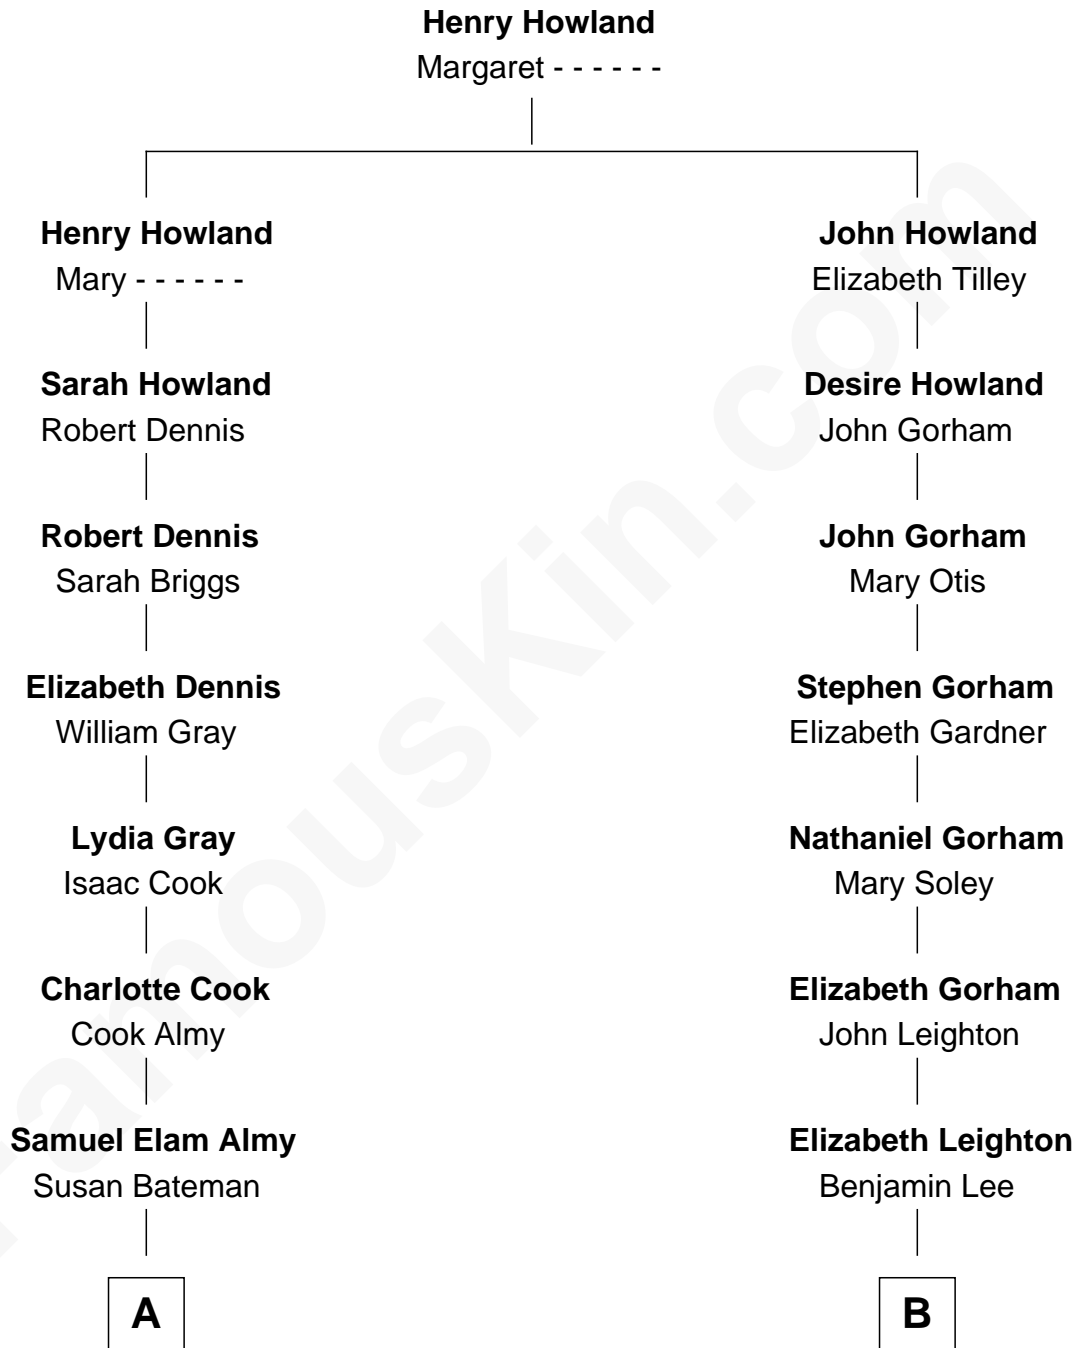 Henry Howland
Margaret - - - - - -
Henry Howland
Mary - - - - - -
Sarah Howland
Robert Dennis
Robert Dennis
Sarah Briggs
Elizabeth Dennis
William Gray
Lydia Gray
Isaac Cook
Charlotte Cook
Cook Almy
Samuel Elam Almy
Susan Bateman
A
John Howland
Elizabeth Tilley
Desire Howland
John Gorham
John Gorham
Mary Otis
Stephen Gorham
Elizabeth Gardner
Nathaniel Gorham
Mary Soley
Elizabeth Gorham
John Leighton
Elizabeth Leighton
Benjamin Lee
B
FamousKin.com